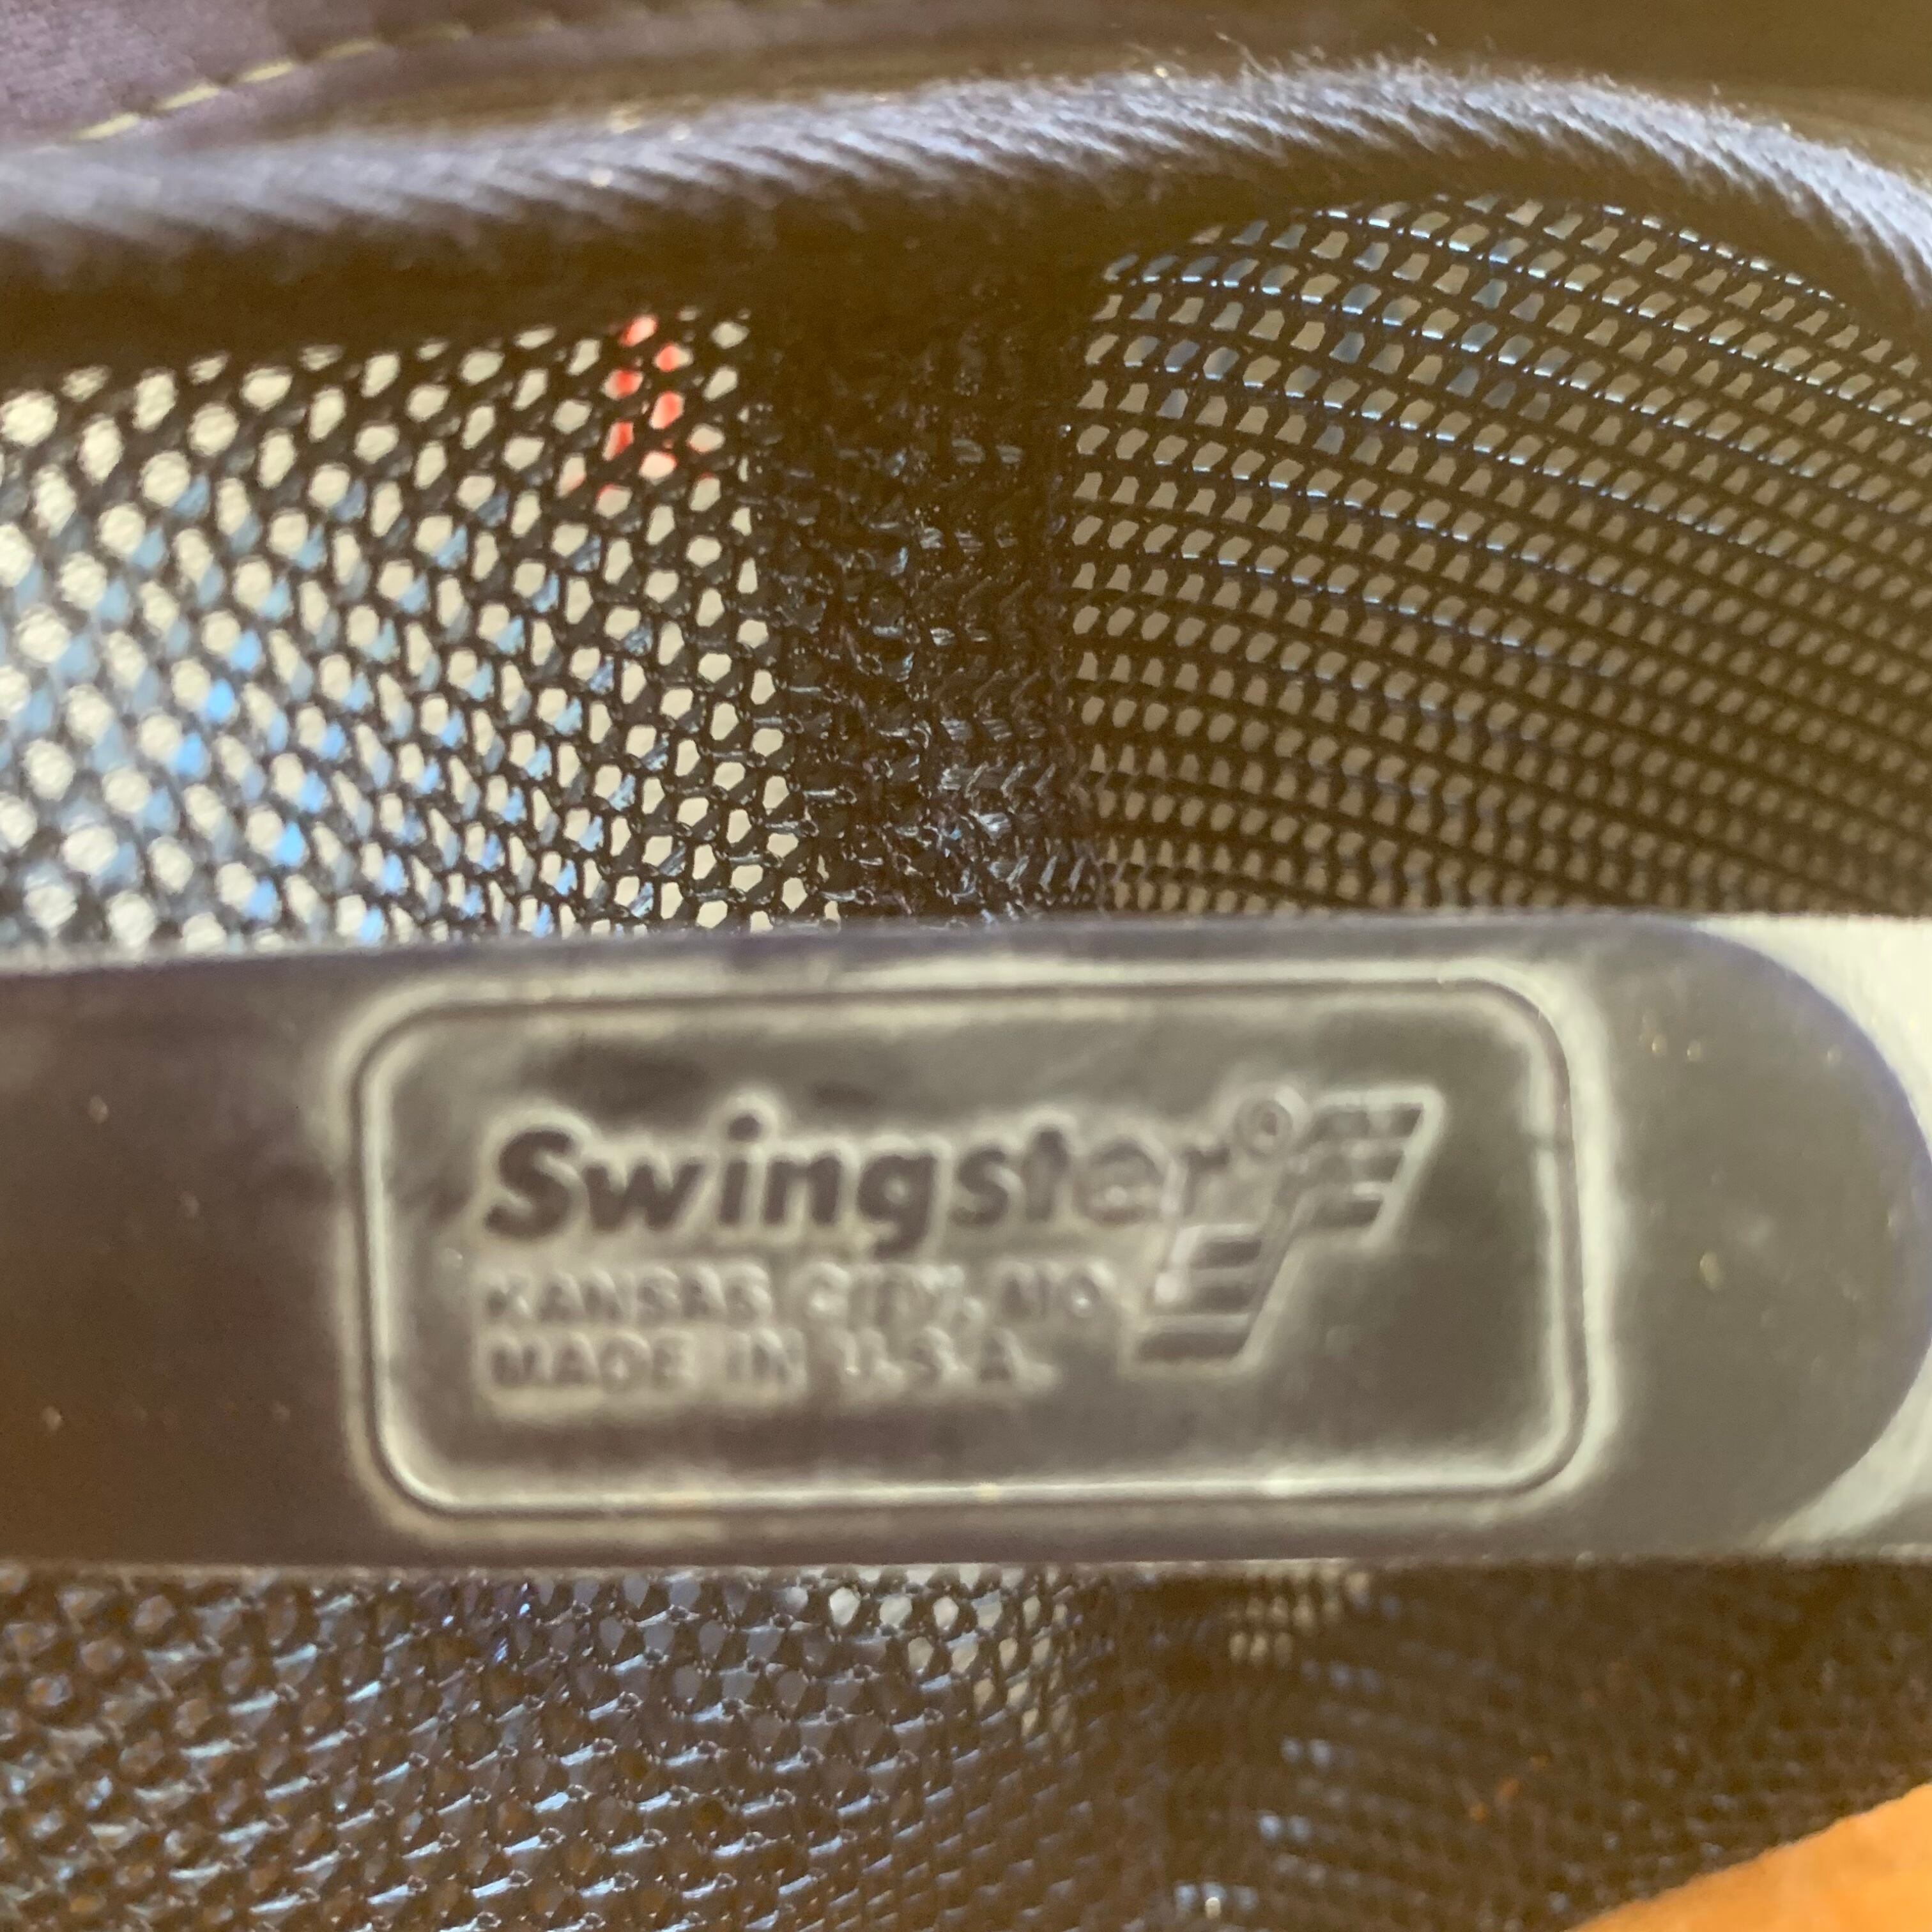 Swingster®
KANSAS CITY, MO
MADE IN U.S.A.